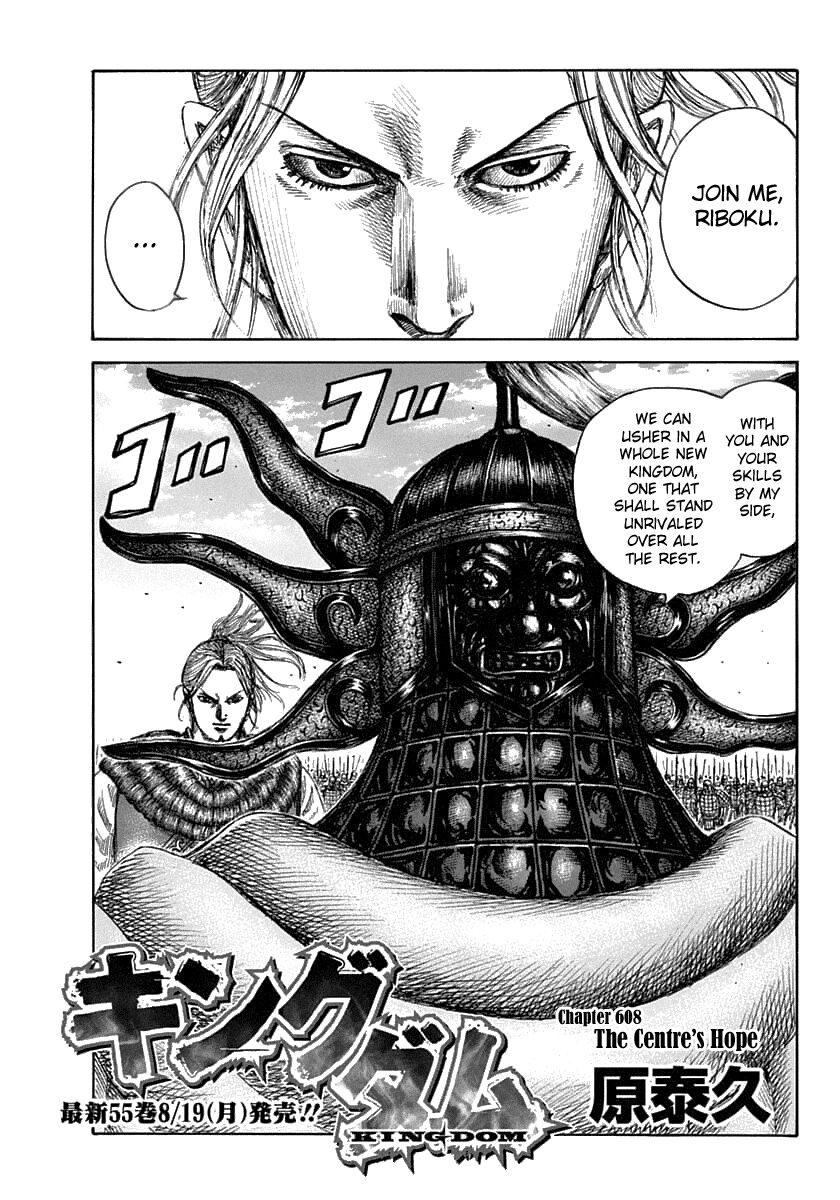 JOIN ME,
RIBOKU.
...
WITH
YOU AND
YOUR
SKILLS
BY MY
SIDE,
WE CAN
USHER IN A
WHOLE NEW
KINGDOM,
ONE THAT
SHALL STAND
UNRIVALED
OVER ALL
THE REST.
ゴゴ
キングダム
KINGDOM
最新55巻8/19(月)発売!!
Chapter 608
The Centre's Hope
原泰久